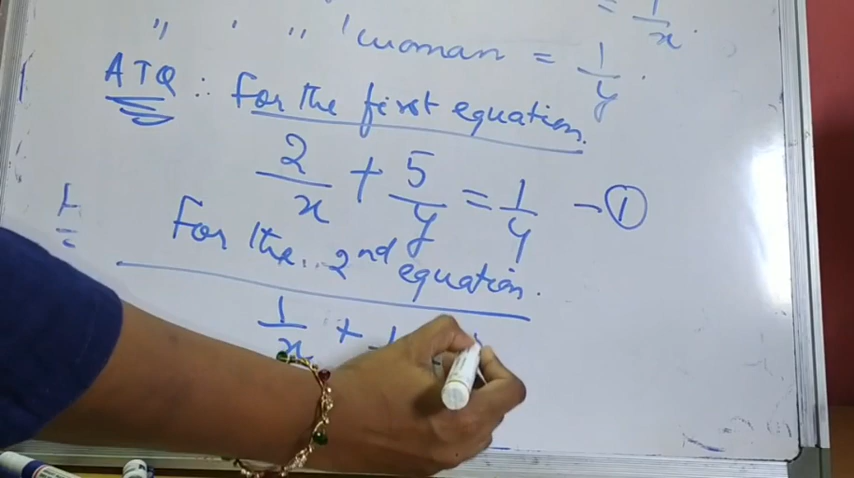 = 1/x.
" " " 1 woman = 1/y.
ATQ : For the first equation.
2/x + 5/y = 1/4 - ①
For the 2nd equation.
1/x + 1